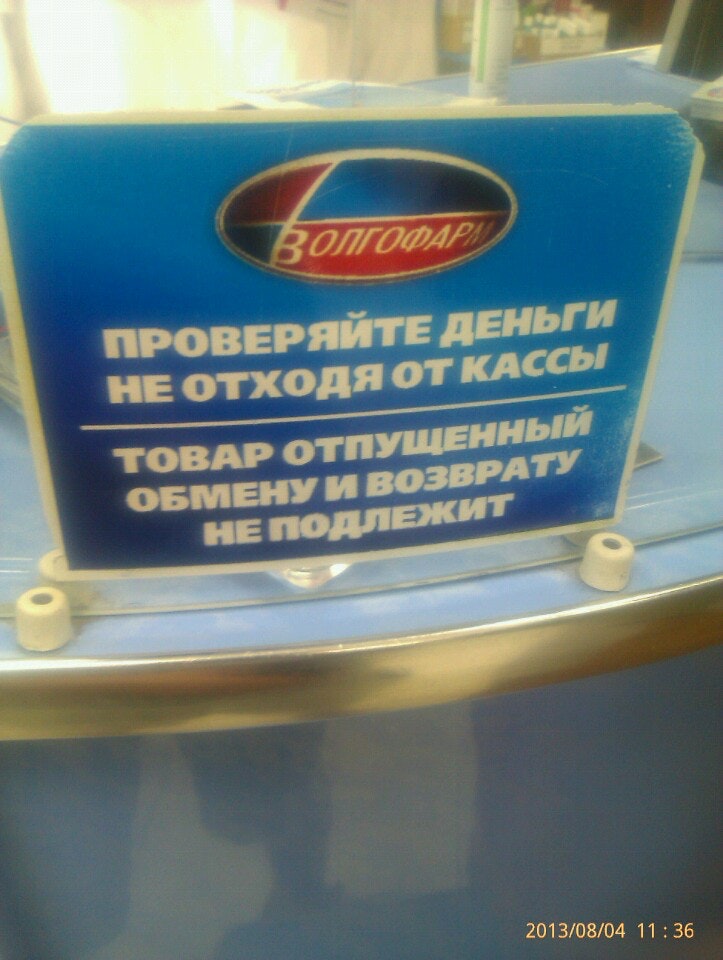 ВОЛГОФАРМ
ПРОВЕРЯЙТЕ ДЕНЬГИ
НЕ ОТХОДЯ ОТ КАССЫ
ТОВАР ОТПУЩЕННЫЙ
ОБМЕНУ И ВОЗВРАТУ
НЕ ПОДЛЕЖИТ
2013/08/04 11 : 36